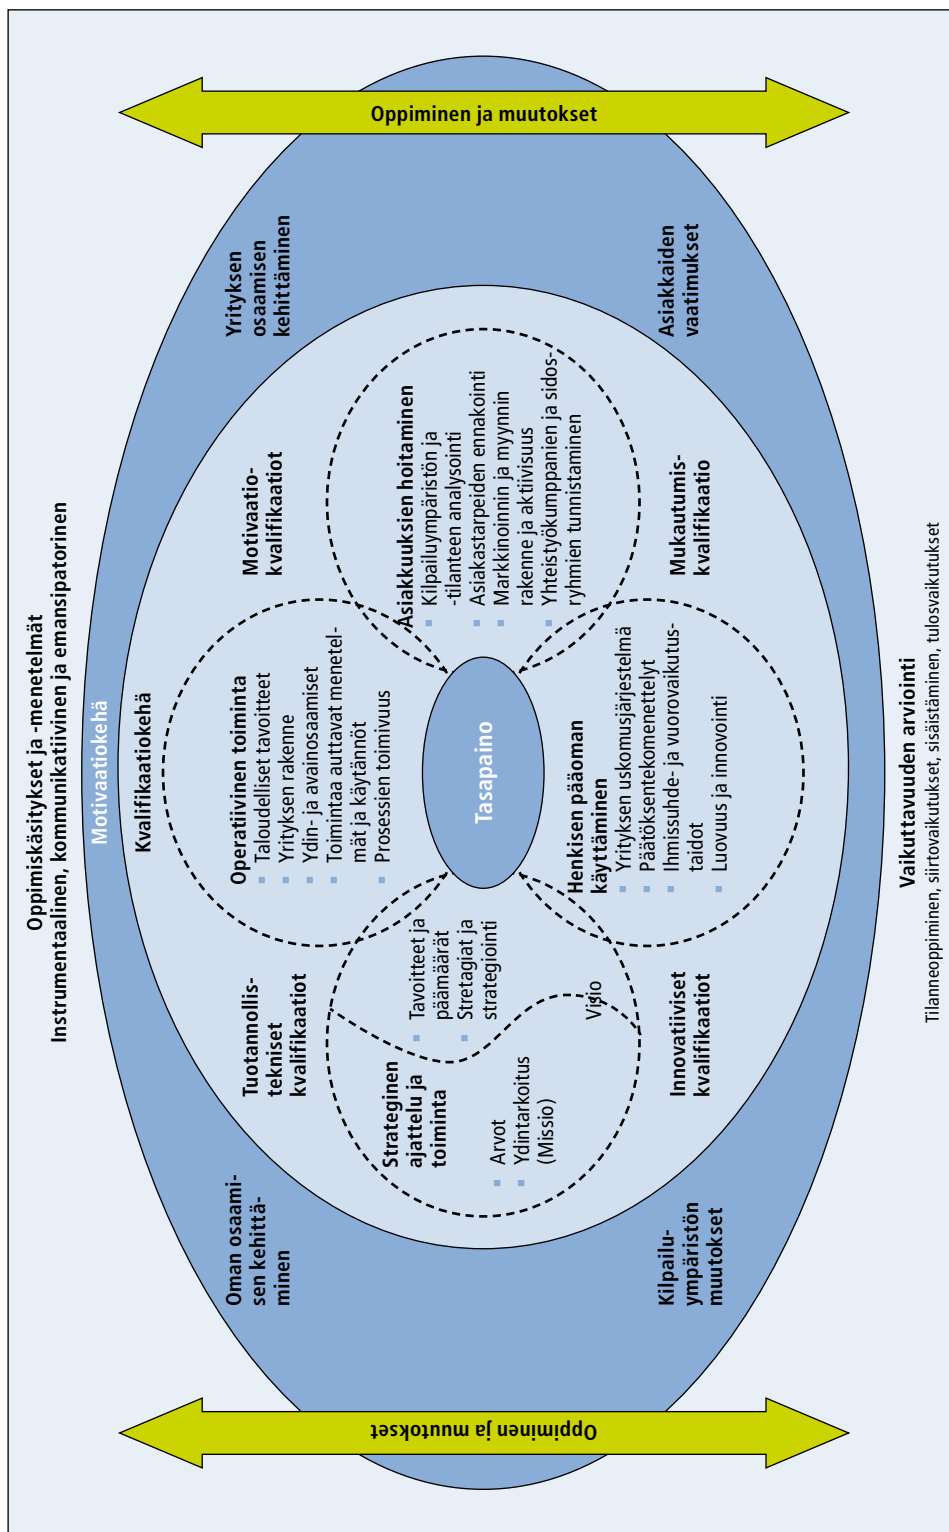 Oppimiskäsitykset ja -menetelmät
Instrumentaalinen, kommunikatiivinen ja emansipatorinen
Motivaatiokehä
Kvalifikaatiokehä
Oppiminen ja muutokset
Oman osaami-
sen kehittä-
minen
Yrityksen
osaamisen
kehittäminen
Tuotannollis-
tekniset
kvalifikaatiot
Motivaatio-
kvalifikaatiot
Operatiivinen toiminta
Taloudelliset tavoitteet
Yrityksen rakenne
Ydin- ja avainosaamiset
Toimintaa auttavat menetel-
mät ja käytännöt
Prosessien toimivuus
Strateginen
ajattelu ja
toiminta
Arvot
Ydintarkoitus
(Missio)
Tavoitteet ja
päämäärät
Stretagiat ja
strategiointi
Visio
Tasapaino
Asiakkuuksien hoitaminen
Kilpailuympäristön ja
-tilanteen analysointi
Asiakastarpeiden ennakointi
Markkinoinnin ja myynnin
rakenne ja aktiivisuus
Yhteistyökumppanien ja sidos-
ryhmien tunnistaminen
Henkisen pääoman
käyttäminen
Yrityksen uskomusjärjestelmä
Päätöksentekomenettelyt
Ihmissuhde- ja vuorovaikutus-
taidot
Luovuus ja innovointi
Innovatiiviset
kvalifikaatiot
Mukautumis-
kvalifikaatio
Kilpailu-
ympäristön
muutokset
Asiakkaiden
vaatimukset
Oppiminen ja muutokset
Vaikuttavuuden arviointi
Tilanneoppiminen, siirtovaikutukset, sisäistäminen, tulosvaikutukset